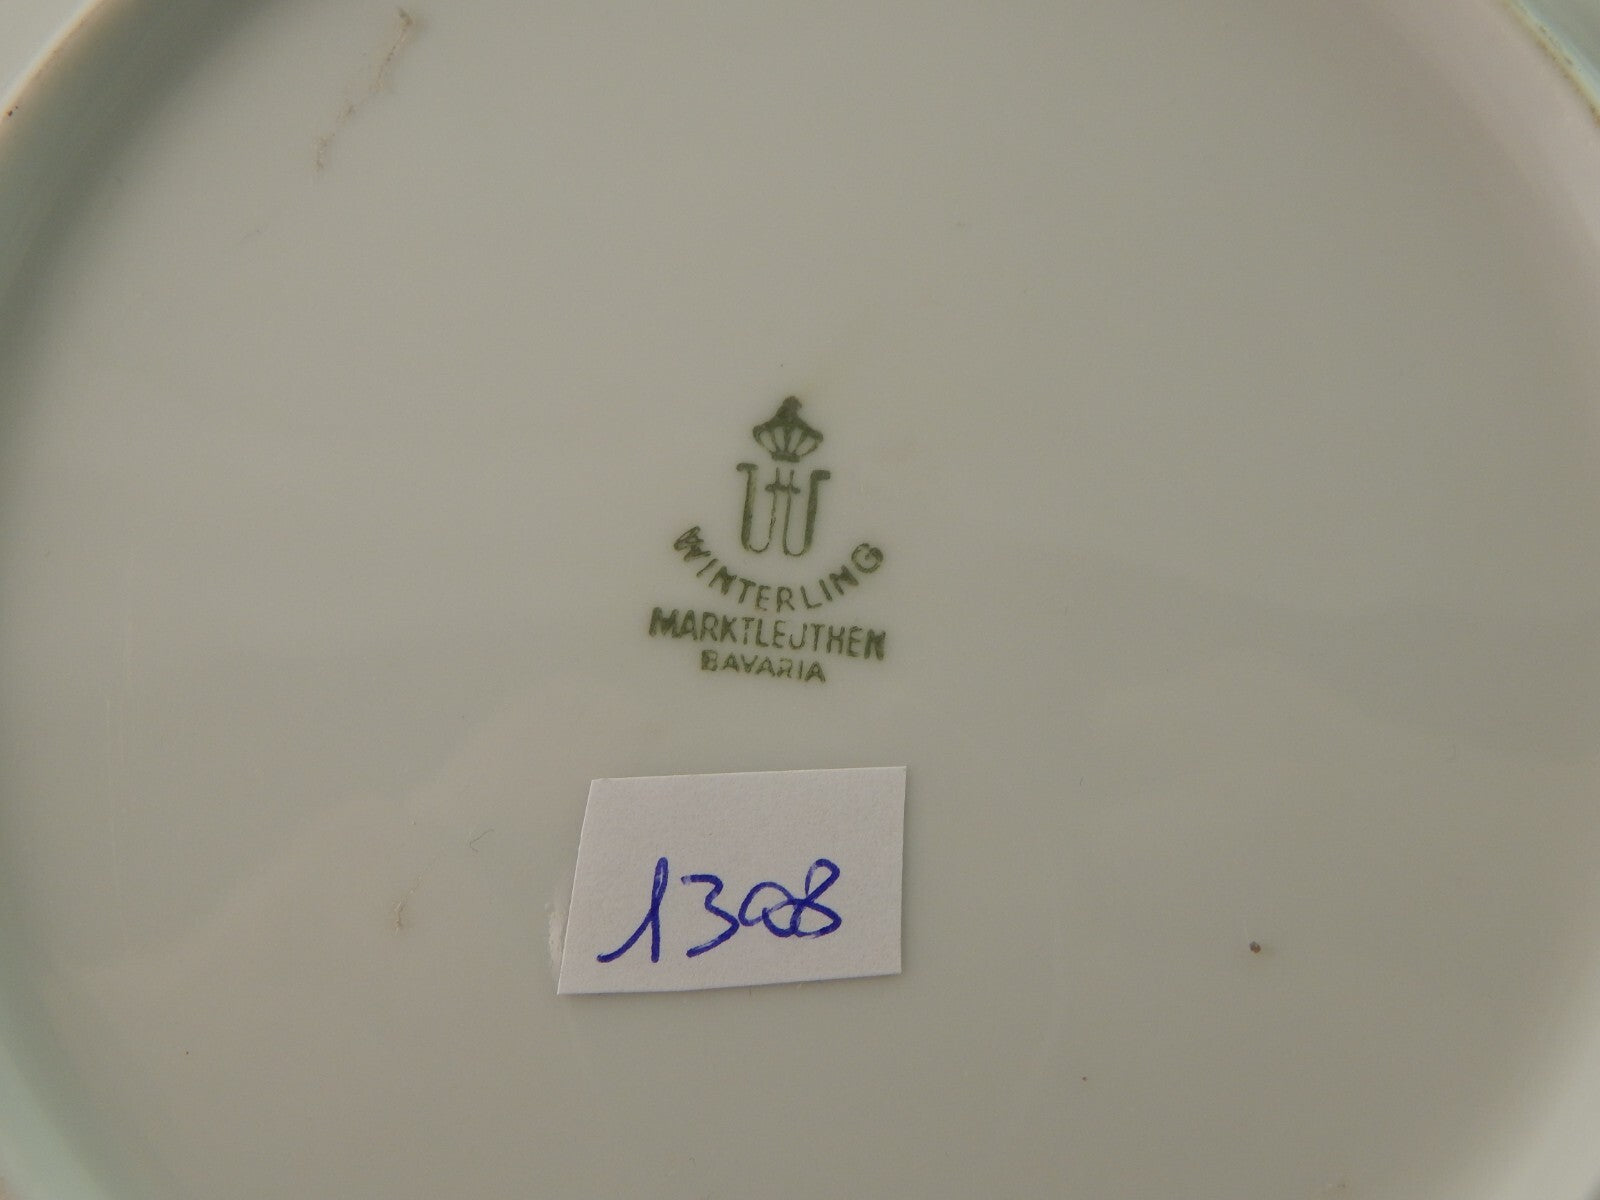 WINTERLING
MARKTLEUTHEN
BAVARIA
1308